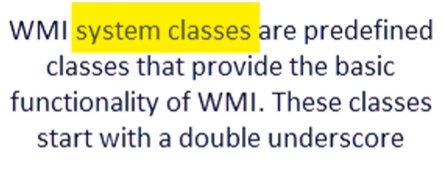 WMI system classes are predefined
classes that provide the basic
functionality of WMI. These classes
start with a double underscore